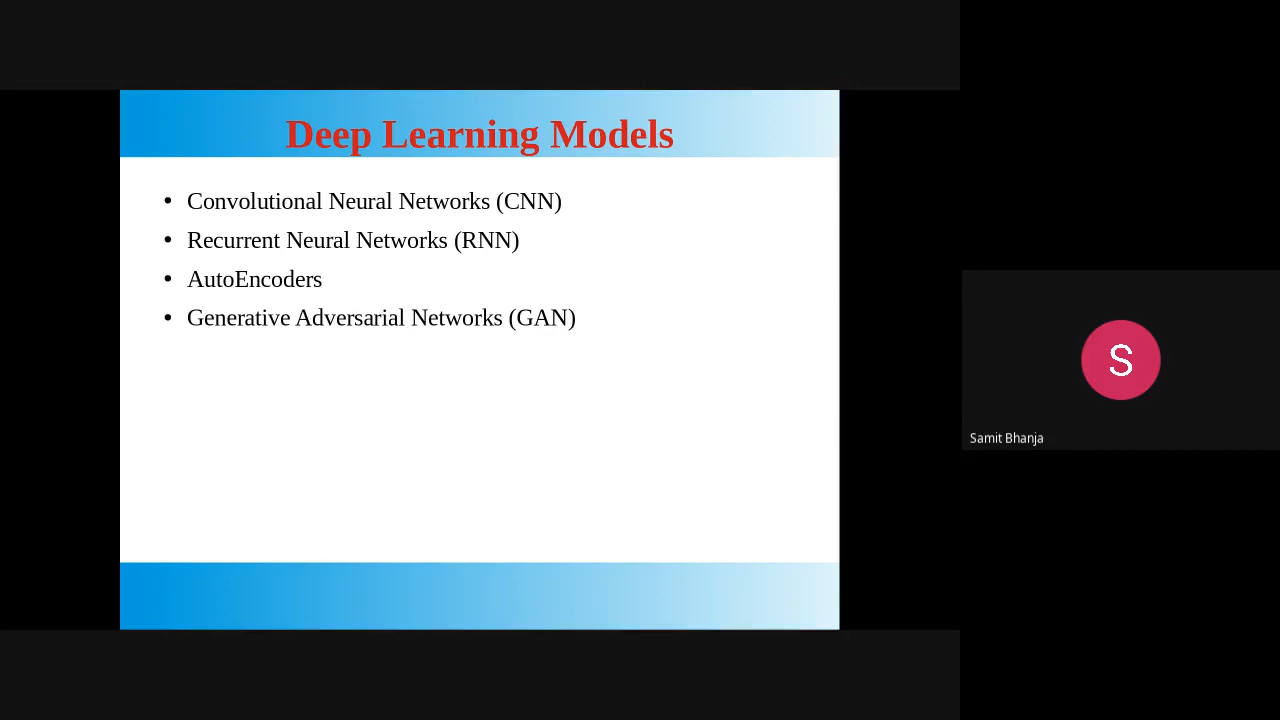 Deep Learning Models
• Convolutional Neural Networks (CNN)
• Recurrent Neural Networks (RNN)
• AutoEncoders
• Generative Adversarial Networks (GAN)
S
Samit Bhanja